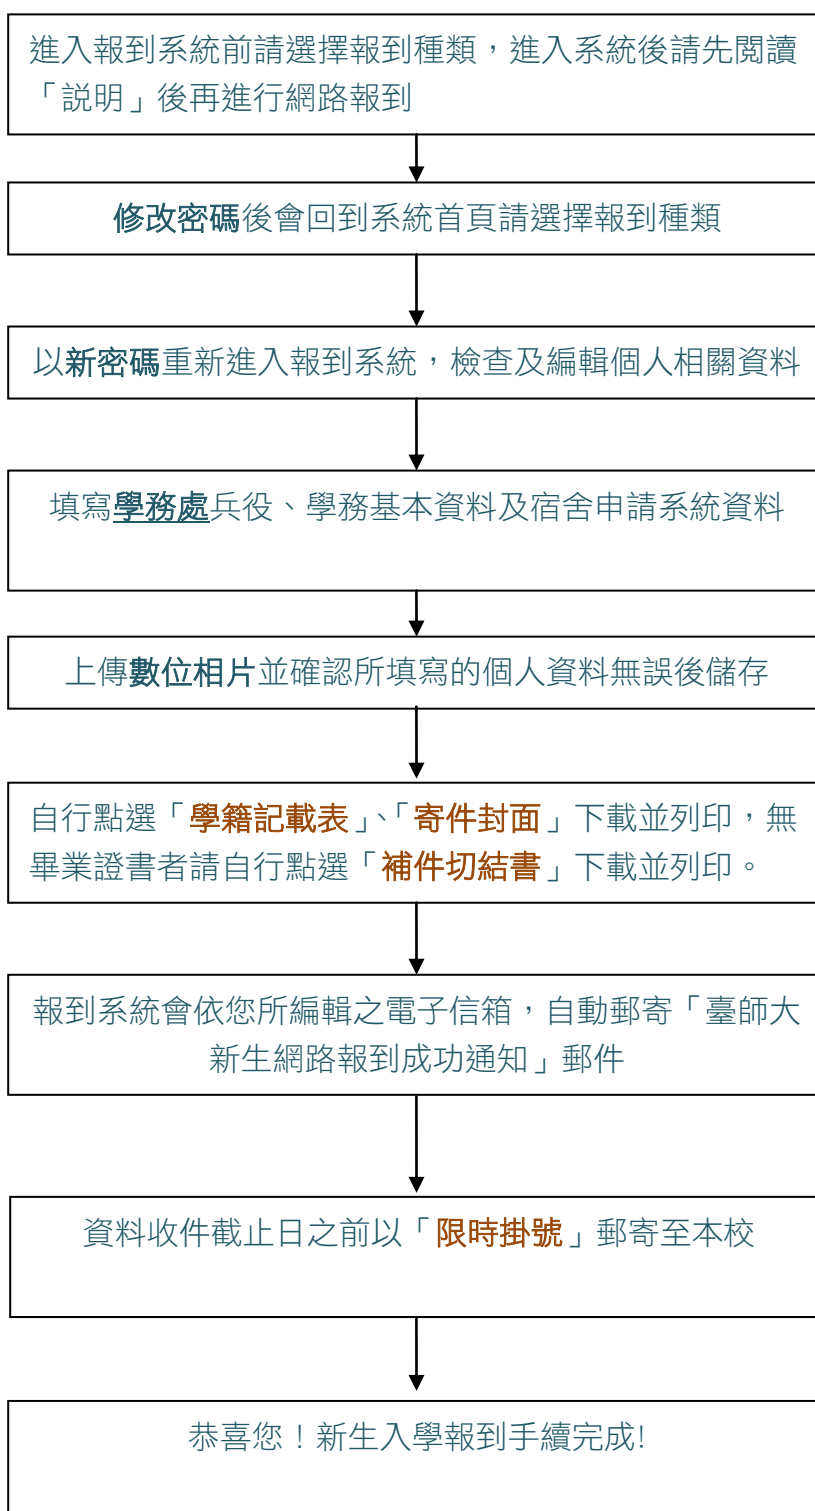 進入報到系統前請選擇報到種類，進入系統後請先閱讀
「説明」後再進行網路報到
修改密碼後會回到系統首頁請選擇報到種類
以新密碼重新進入報到系統，檢查及編輯個人相關資料
填寫學務處兵役、學務基本資料及宿舍申請系統資料
上傳數位相片並確認所填寫的個人資料無誤後儲存
自行點選「學籍記載表」、「寄件封面」下載並列印，無
畢業證書者請自行點選「補件切結書」下載並列印。
報到系統會依您所編輯之電子信箱，自動郵寄「臺師大
新生網路報到成功通知」郵件
資料收件截止日之前以「限時掛號」郵寄至本校
恭喜您！新生入學報到手續完成!